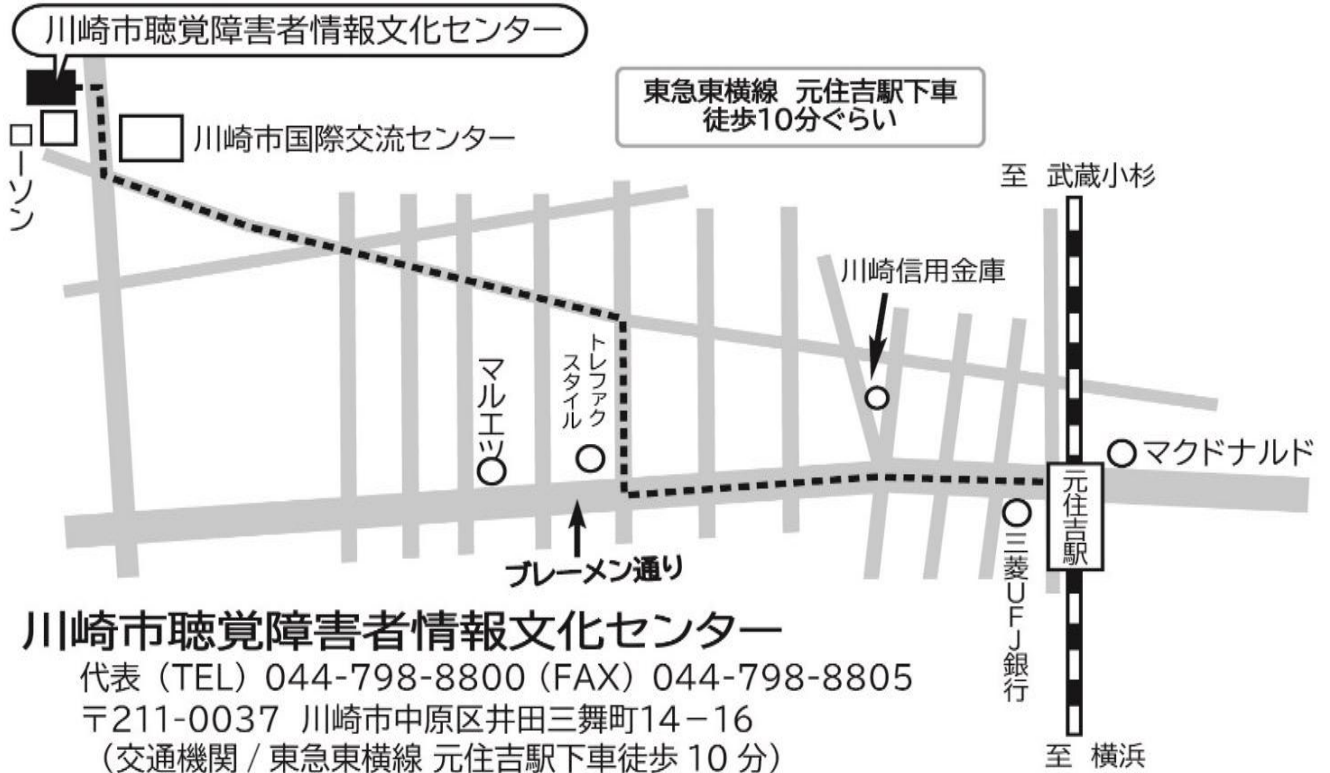 川崎市聴覚障害者情報文化センター
東急東横線 元住吉駅下車
徒歩10分ぐらい
川崎市国際交流センター
ローソン
至 武蔵小杉
川崎信用金庫
トレファク
スタイル
マルエツ
マクドナルド
元住吉駅
三菱UFJ銀行
ブレーメン通り
川崎市聴覚障害者情報文化センター
代表（TEL）044-798-8800（FAX）044-798-8805
〒211-0037 川崎市中原区井田三舞町14－16
（交通機関 / 東急東横線 元住吉駅下車徒歩 10 分）
至 横浜